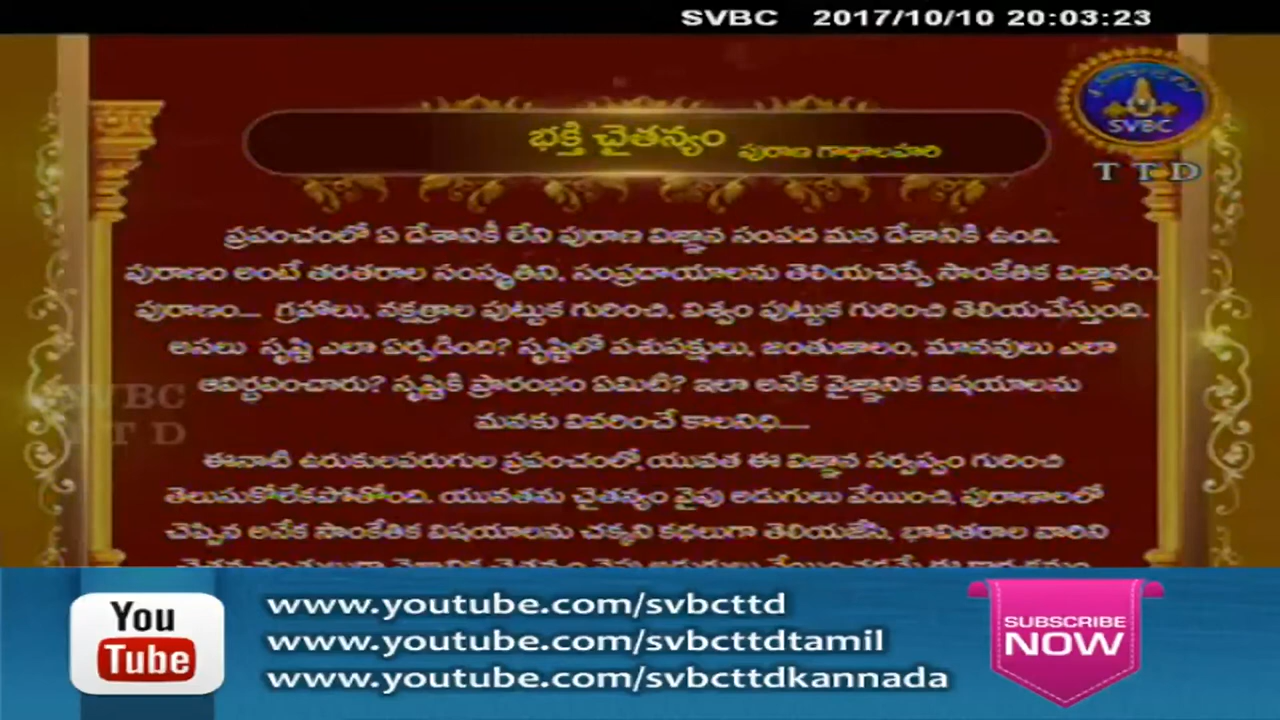 SVBC 2017/10/10 20:03:23
భక్తి చైతన్యం పురాణ గాథాలహరి
SVBC
TTD
ప్రపంచంలో ఏ దేశానికీ లేని పురాణ విజ్ఞాన సంపద మన దేశానికి ఉంది.
పురాణం అంటే తరతరాల సంస్కృతిని, సంప్రదాయాలను తెలియచెప్పే సాంకేతిక విజ్ఞానం.
పురాణం.... గ్రహాలు, నక్షత్రాల పుట్టుక గురించి, విశ్వం పుట్టుక గురించి తెలియచేస్తుంది.
అసలు సృష్టి ఎలా ఏర్పడింది? సృష్టిలో పశుపక్షులు, జంతుజాలం, మానవులు ఎలా
ఆవిర్భవించారు? సృష్టికి ప్రారంభం ఏమిటి? ఇలా అనేక వైజ్ఞానిక విషయాలను
SVBC
మనకు వివరించే కాలనిధి....
TTD
ఈనాటి ఉరుకులపరుగుల ప్రపంచంలో, యువత ఈ విజ్ఞాన సర్వస్వం గురించి
తెలుసుకోలేకపోతోంది. యువతను చైతన్యం వైపు అడుగులు వేయించి, పురాణాలలో
చెప్పిన అనేక సాంకేతిక విషయాలను చక్కని కథలుగా తెలియజేసి, భావితరాల వారిని
You
Tube
www.youtube.com/svbcttd
www.youtube.com/svbcttdtamil
www.youtube.com/svbcttdkannada
SUBSCRIBE
NOW